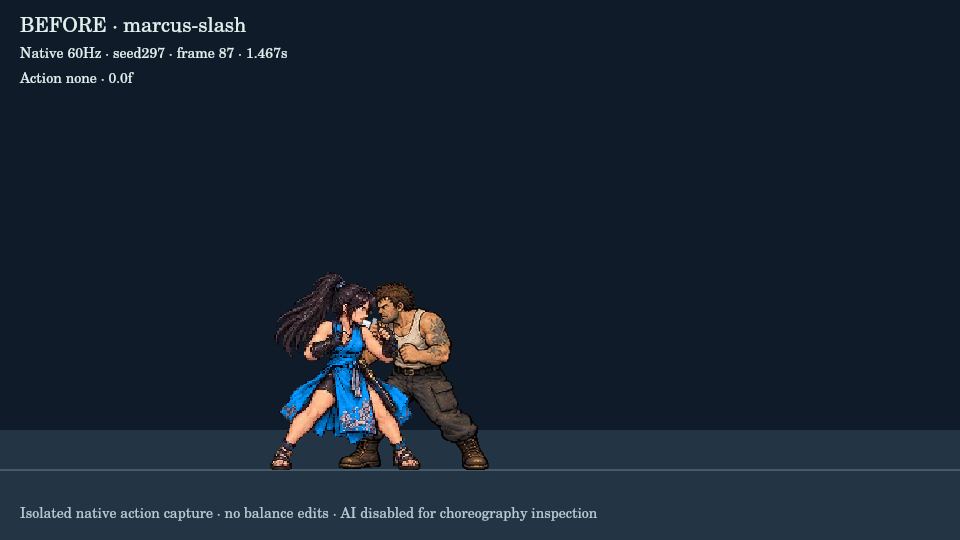 BEFORE · marcus-slash
Native 60Hz · seed297 · frame 87 · 1.467s
Action none · 0.0f
Isolated native action capture · no balance edits · AI disabled for choreography inspection